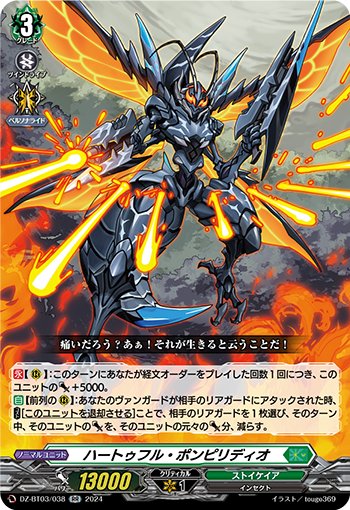 3
グレード
ツインドライブ
ペルソナライド
痛いだろう？あぁ！それが生きると云うことだ！
永【R】：このターンにあなたが経文オーダーをプレイした回数１回につき、このユニットの+5000。
自【前列のR】：あなたのヴァンガードが相手のリアガードにアタックされた時、【このユニットを退却させる】ことで、相手のリアガードを１枚選び、そのターン中、そのユニットの、そのユニットの元々の分、減らす。
ノーマルユニット
ハートゥフル・ポンピリディオ
パワー
13000
クリティカル
1
ストイケイア
インセクト
DZ-BT03/038 RR 2024
イラスト／tougo369